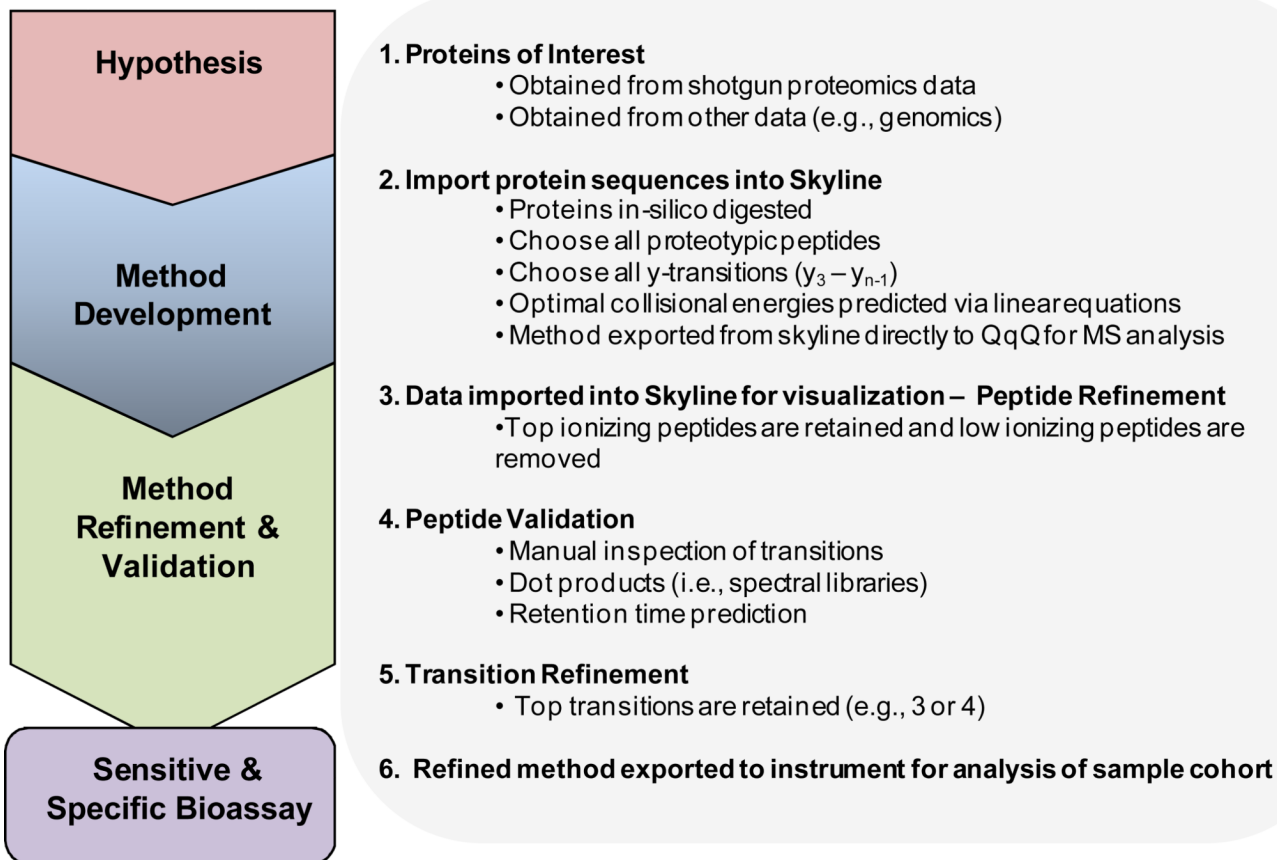 Hypothesis
Method
Development
Method
Refinement &
Validation
Sensitive &
Specific Bioassay
1. Proteins of Interest
• Obtained from shotgun proteomics data
• Obtained from other data (e.g., genomics)
2. Import protein sequences into Skyline
• Proteins in-silico digested
• Choose all proteotypic peptides
• Choose all y-transitions (y3 – yn-1)
• Optimal collisional energies predicted via linear equations
• Method exported from skyline directly to QqQ for MS analysis
3. Data imported into Skyline for visualization – Peptide Refinement
•Top ionizing peptides are retained and low ionizing peptides are
removed
4. Peptide Validation
• Manual inspection of transitions
• Dot products (i.e., spectral libraries)
• Retention time prediction
5. Transition Refinement
• Top transitions are retained (e.g., 3 or 4)
6. Refined method exported to instrument for analysis of sample cohort